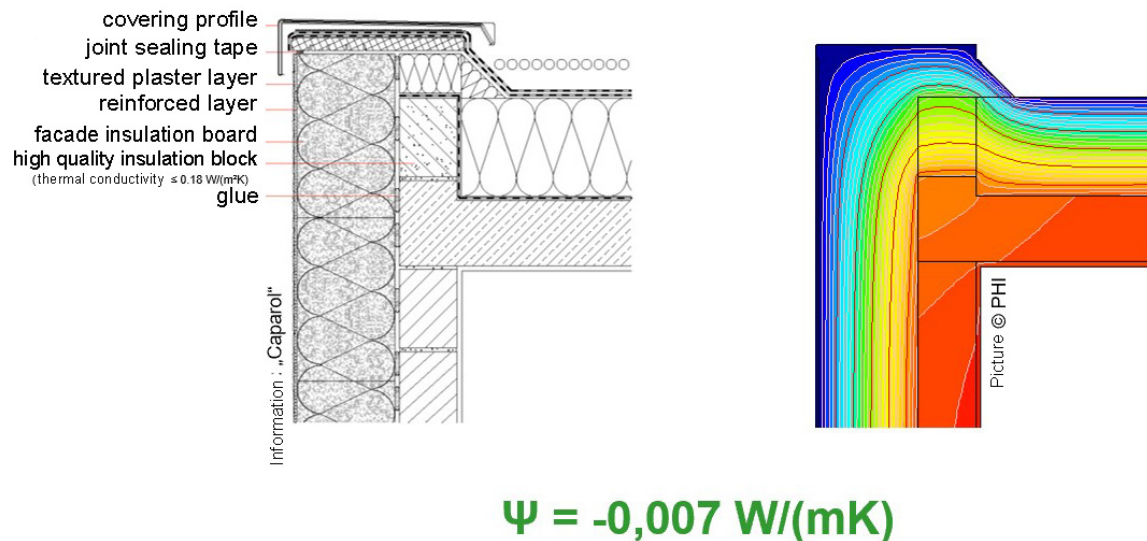 covering profile
joint sealing tape
textured plaster layer
reinforced layer
facade insulation board
high quality insulation block
(thermal conductivity ≤ 0.18 W/(m²K)
glue
Information : „Caparol“
Picture © PHI
Ψ = -0,007 W/(mK)